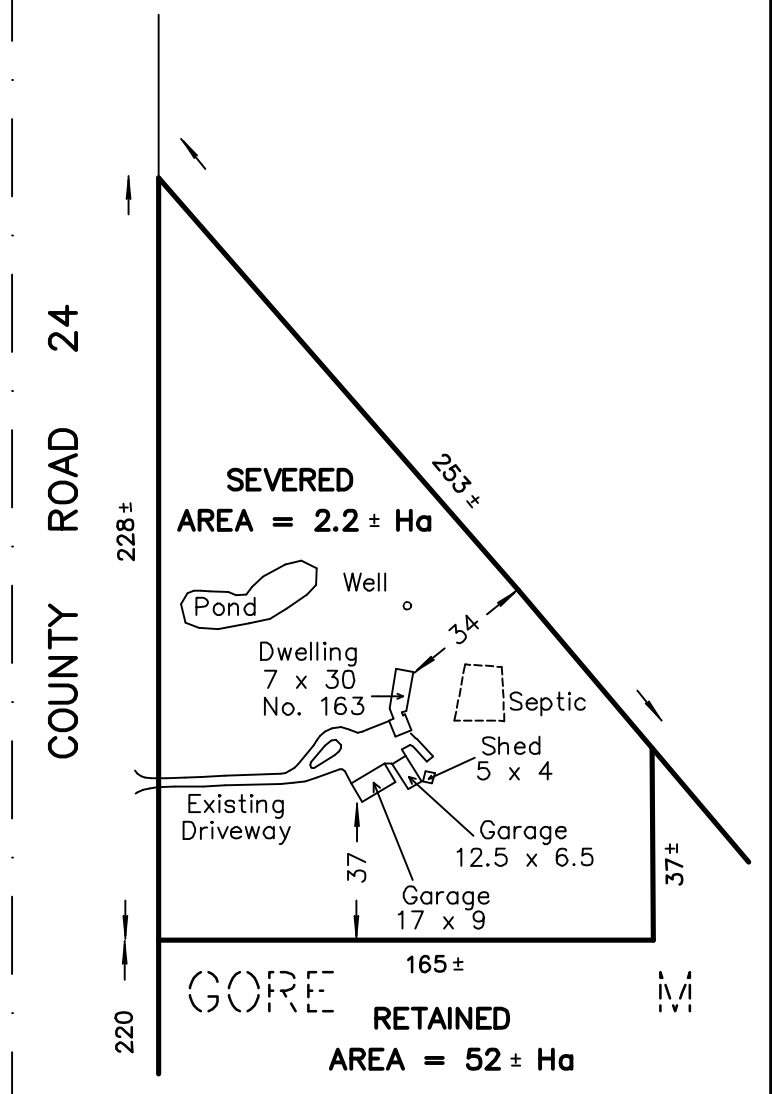 COUNTY ROAD 24
228±
253±
SEVERED
AREA = 2.2 ± Ha
Pond
Well
34
Dwelling
7 x 30
No. 163
Septic
Shed
5 x 4
Existing
Driveway
Garage
12.5 x 6.5
37
37±
Garage
17 x 9
165±
GORE M
220
RETAINED
AREA = 52 ± Ha